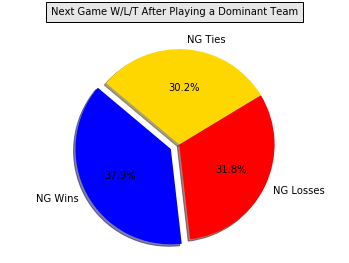 Next Game W/L/T After Playing a Dominant Team
NG Ties
30.2%
37.9%
31.8%
NG Wins
NG Losses